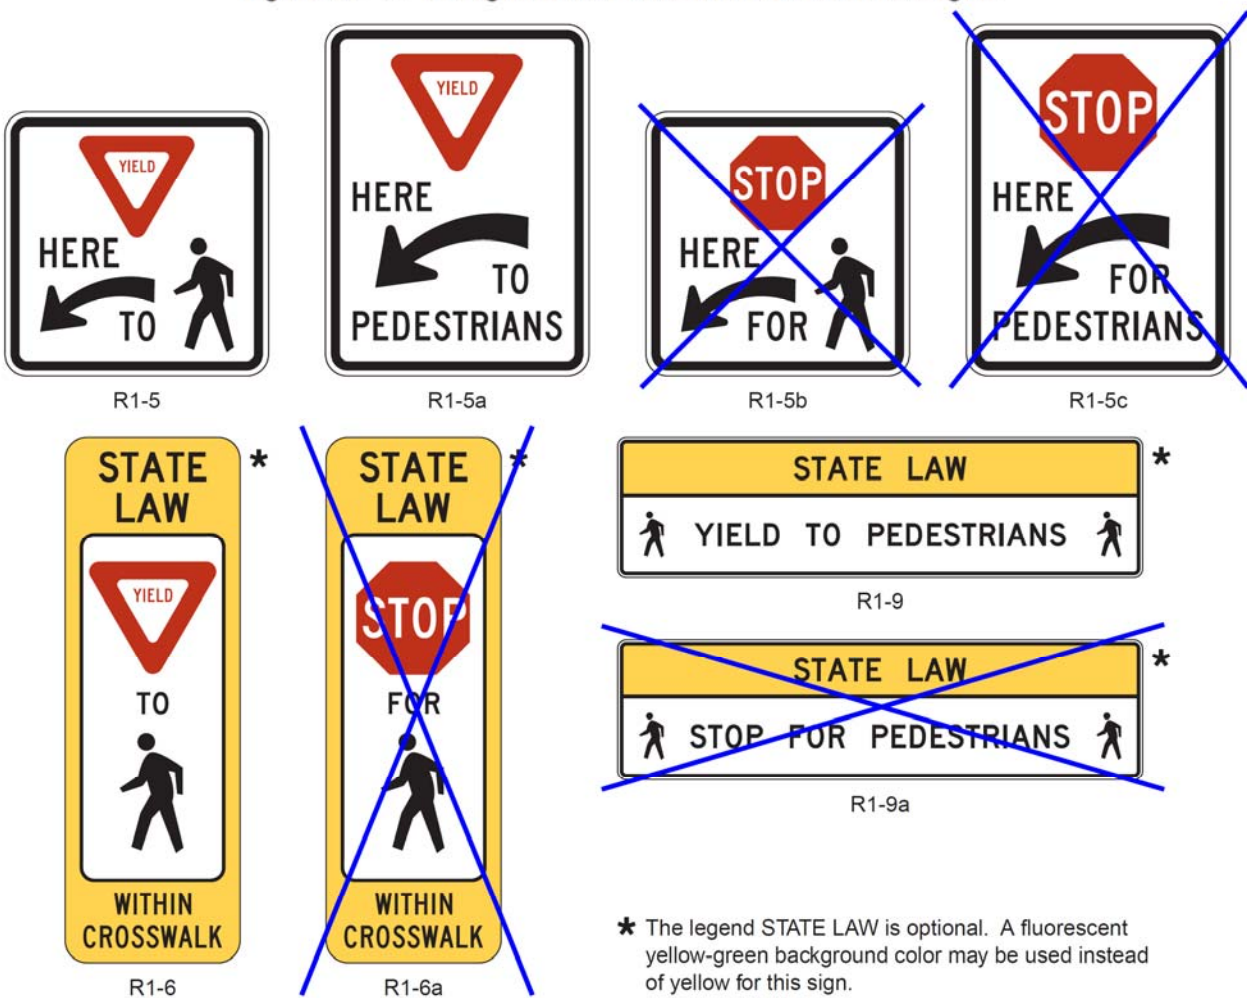 YIELD
HERE
TO
R1-5
YIELD
HERE
TO
PEDESTRIANS
R1-5a
STOP
HERE
FOR
R1-5b
STOP
HERE
FOR
PEDESTRIANS
R1-5c
STATE
LAW
*
YIELD
TO
WITHIN
CROSSWALK
R1-6
STATE
LAW
*
STOP
FOR
WITHIN
CROSSWALK
R1-6a
STATE LAW
*
YIELD TO PEDESTRIANS
R1-9
STATE LAW
*
STOP FOR PEDESTRIANS
R1-9a
* The legend STATE LAW is optional. A fluorescent
yellow-green background color may be used instead
of yellow for this sign.